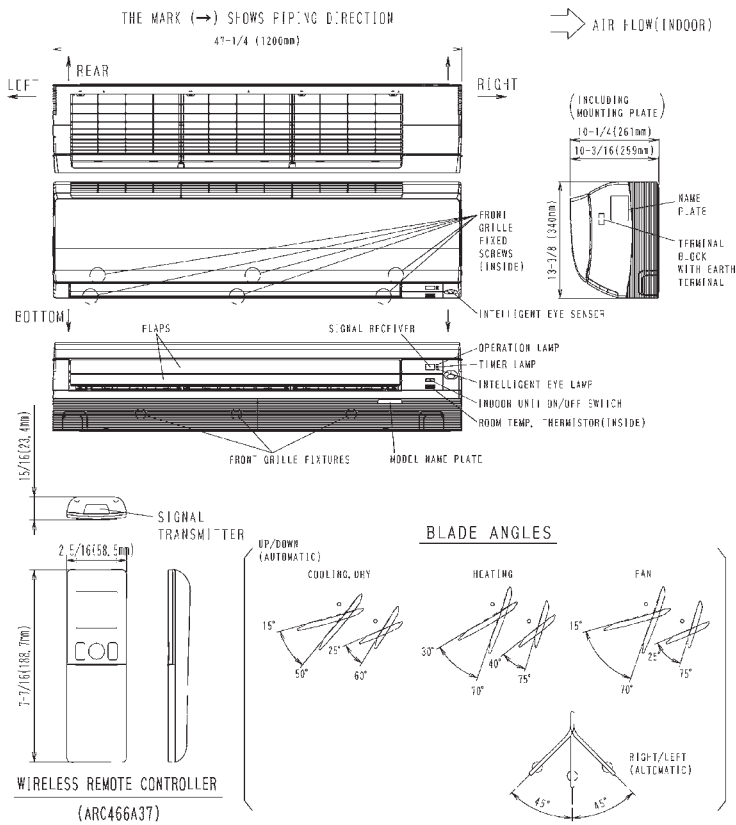 THE MARK (→) SHOWS PIPING DIRECTION
AIR FLOW(INDOOR)
47-1/4 (1200mm)
REAR
LEFT
RIGHT
(INCLUDING
MOUNTING PLATE)
10-1/4(261mm)
10-3/16(259mm)
13-3/8 (340mm)
NAME
PLATE
TERMINAL
BLOCK
WITH EARTH
TERMINAL
FRONT
GRILLE
FIXED
SCREWS
(INSIDE)
INTELLIGENT EYE SENSOR
BOTTOM
FLAPS
SIGNAL RECEIVER
OPERATION LAMP
TIMER LAMP
INTELLIGENT EYE LAMP
INDOOR UNIT ON/OFF SWITCH
ROOM TEMP. THERMISTOR(INSIDE)
FRONT GRILLE FIXTURES
MODEL NAME PLATE
15/16(23.4mm)
SIGNAL
TRANSMITTER
2.5/16(58.5mm)
7-7/16(188.7mm)
WIRELESS REMOTE CONTROLLER
(ARC466A37)
BLADE ANGLES
UP/DOWN
(AUTOMATIC)
COOLING, DRY
HEATING
FAN
15°
50°
25°
60°
30°
70°
40°
75°
15°
70°
25°
75°
RIGHT/LEFT
(AUTOMATIC)
45°
45°